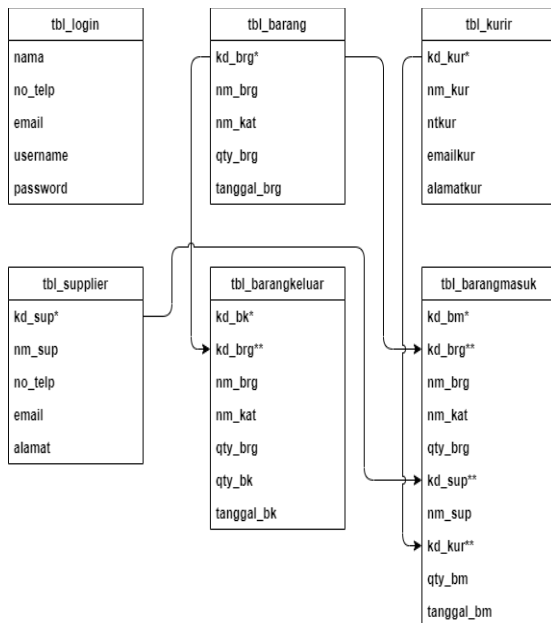 tbl_login
nama
no_telp
email
username
password
tbl_barang
kd_brg*
nm_brg
nm_kat
qty_brg
tanggal_brg
tbl_kurir
kd_kur*
nm_kur
ntkur
emailkur
alamatkur
tbl_supplier
kd_sup*
nm_sup
no_telp
email
alamat
tbl_barangkeluar
kd_bk*
kd_brg**
nm_brg
nm_kat
qty_brg
qty_bk
tanggal_bk
tbl_barangmasuk
kd_bm*
kd_brg**
nm_brg
nm_kat
qty_brg
kd_sup**
nm_sup
kd_kur**
qty_bm
tanggal_bm